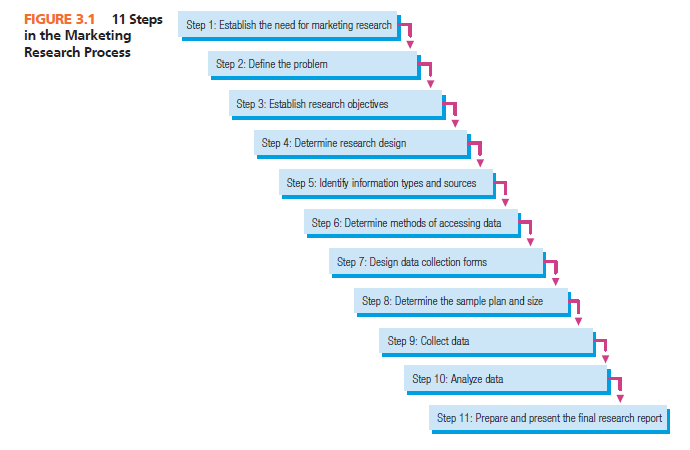 FIGURE 3.1 11 Steps
in the Marketing
Research Process
Step 1: Establish the need for marketing research
Step 2: Define the problem
Step 3: Establish research objectives
Step 4: Determine research design
Step 5: Identify information types and sources
Step 6: Determine methods of accessing data
Step 7: Design data collection forms
Step 8: Determine the sample plan and size
Step 9: Collect data
Step 10: Analyze data
Step 11: Prepare and present the final research report